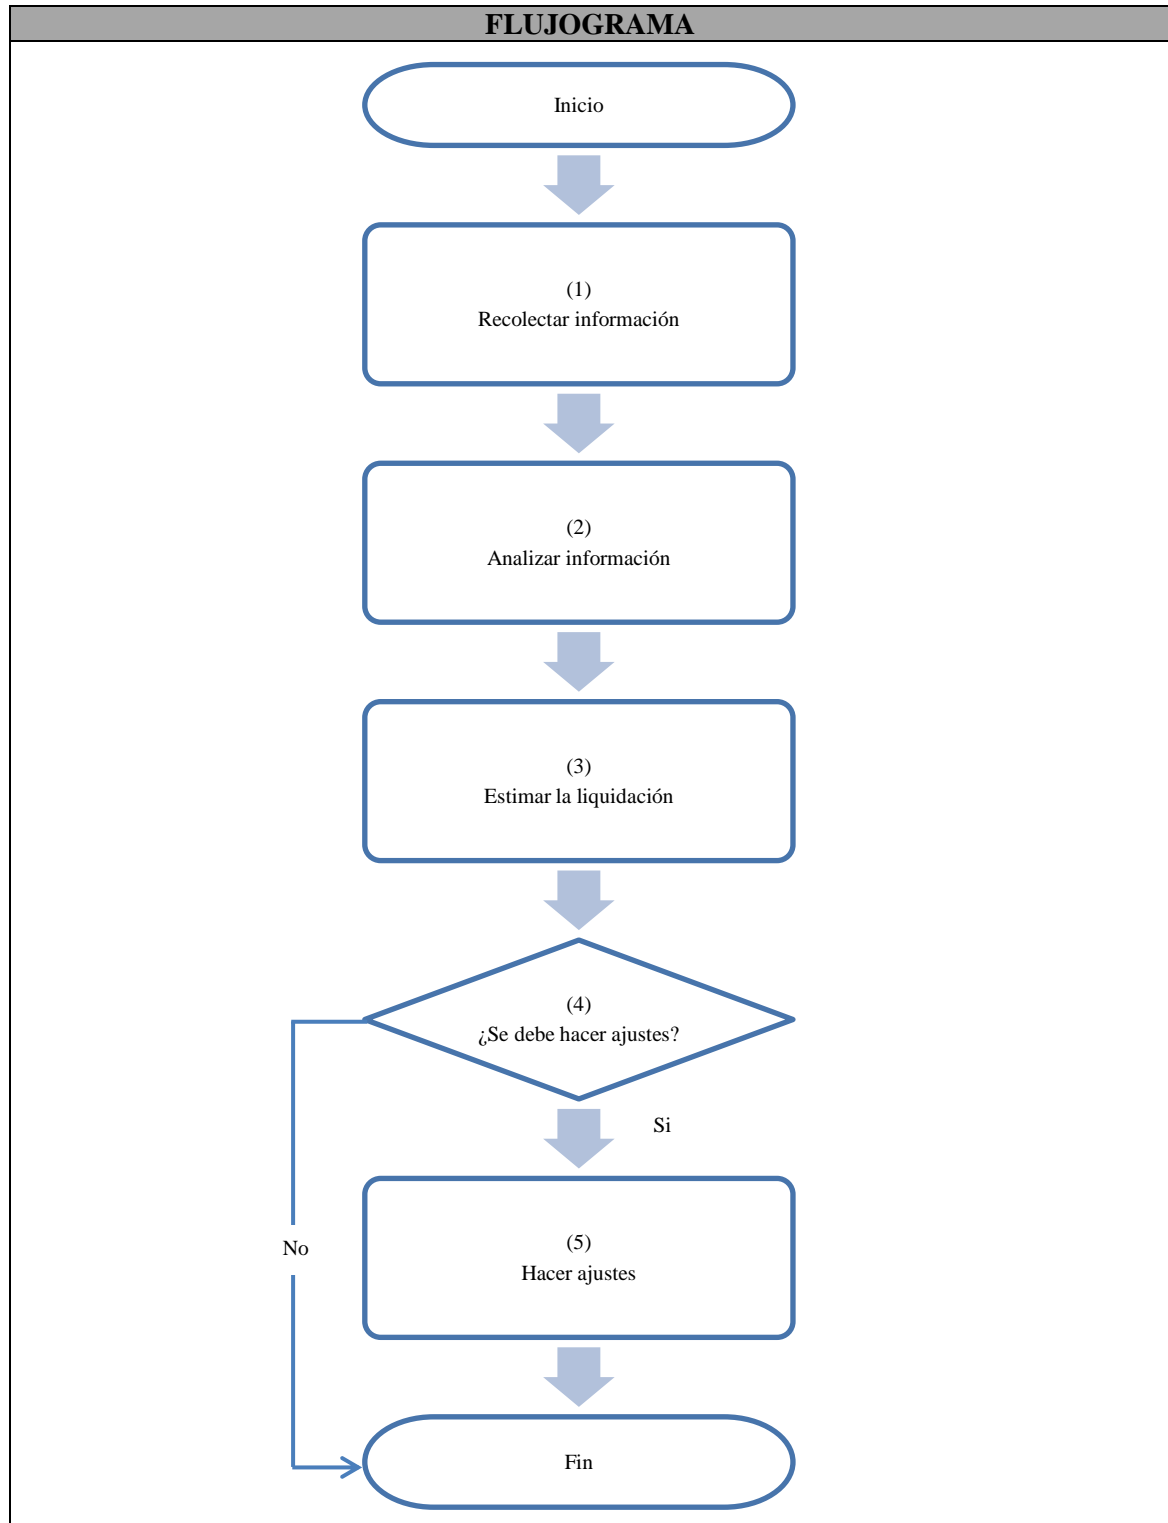 FLUJOGRAMA
Inicio
(1)
Recolectar información
(2)
Analizar información
(3)
Estimar la liquidación
(4)
¿Se debe hacer ajustes?
Si
No
(5)
Hacer ajustes
Fin